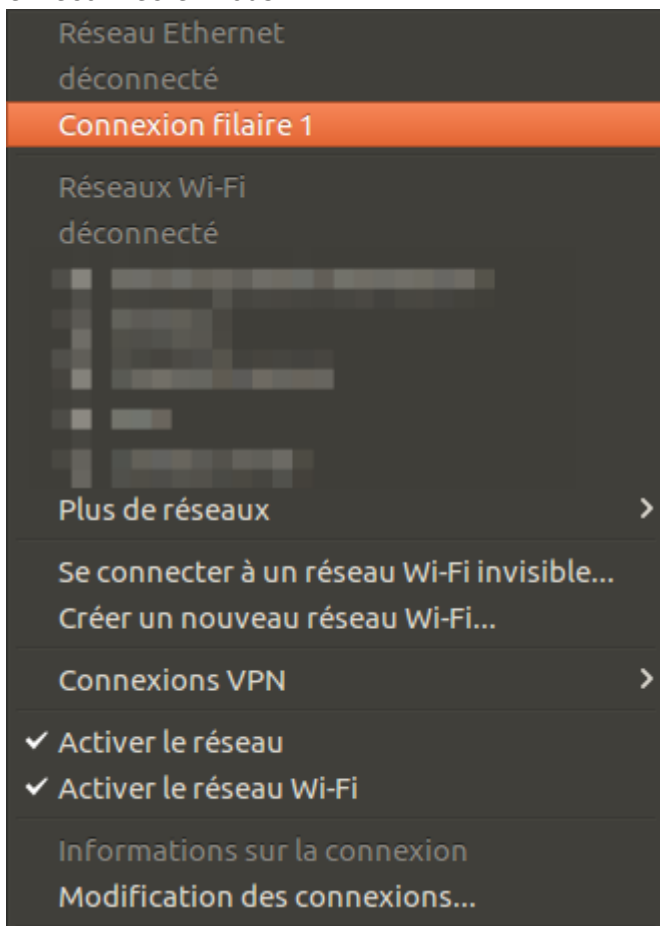 Réseau Ethernet
déconnecté
Connexion filaire 1
Réseaux Wi-Fi
déconnecté
Plus de réseaux
Se connecter à un réseau Wi-Fi invisible...
Créer un nouveau réseau Wi-Fi...
Connexions VPN
Activer le réseau
Activer le réseau Wi-Fi
Informations sur la connexion
Modification des connexions...